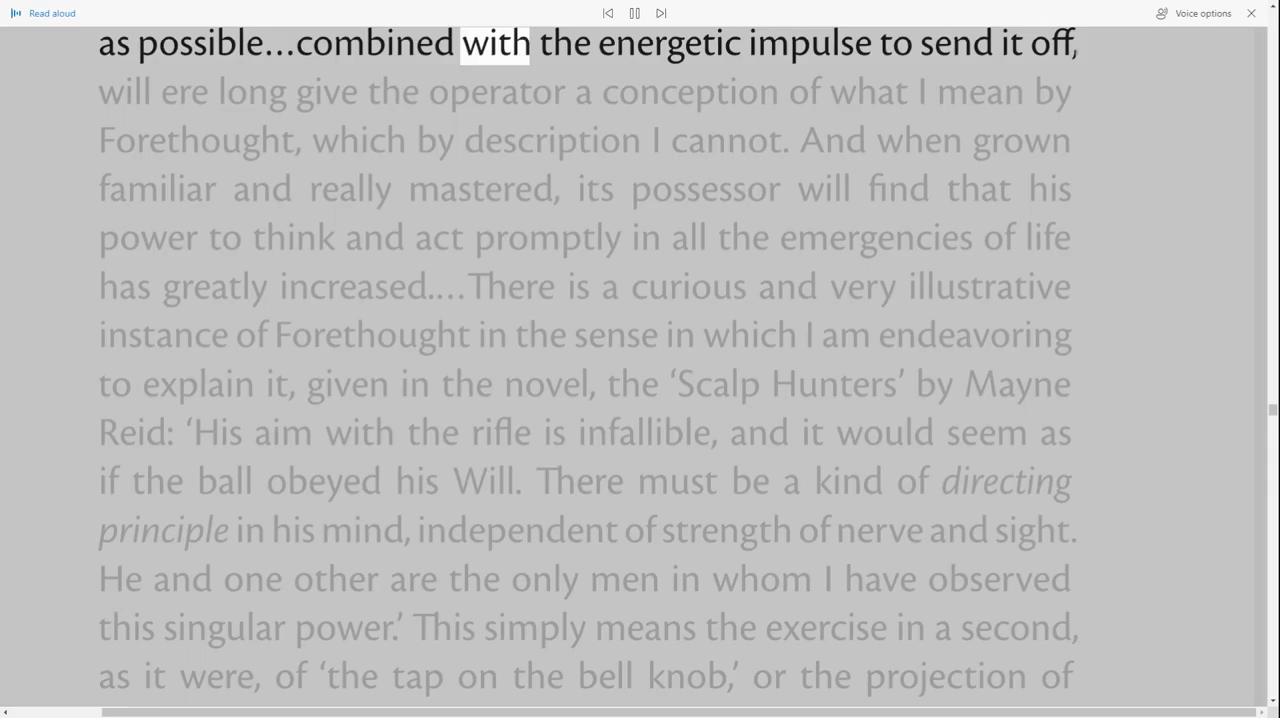 Read aloud
Voice options
as possible...combined with the energetic impulse to send it off,
will ere long give the operator a conception of what I mean by
Forethought, which by description I cannot. And when grown
familiar and really mastered, its possessor will find that his
power to think and act promptly in all the emergencies of life
has greatly increased....There is a curious and very illustrative
instance of Forethought in the sense in which I am endeavoring
to explain it, given in the novel, the ‘Scalp Hunters’ by Mayne
Reid: ‘His aim with the rifle is infallible, and it would seem as
if the ball obeyed his Will. There must be a kind of directing
principle in his mind, independent of strength of nerve and sight.
He and one other are the only men in whom I have observed
this singular power.’ This simply means the exercise in a second,
as it were, of ‘the tap on the bell knob,’ or the projection of